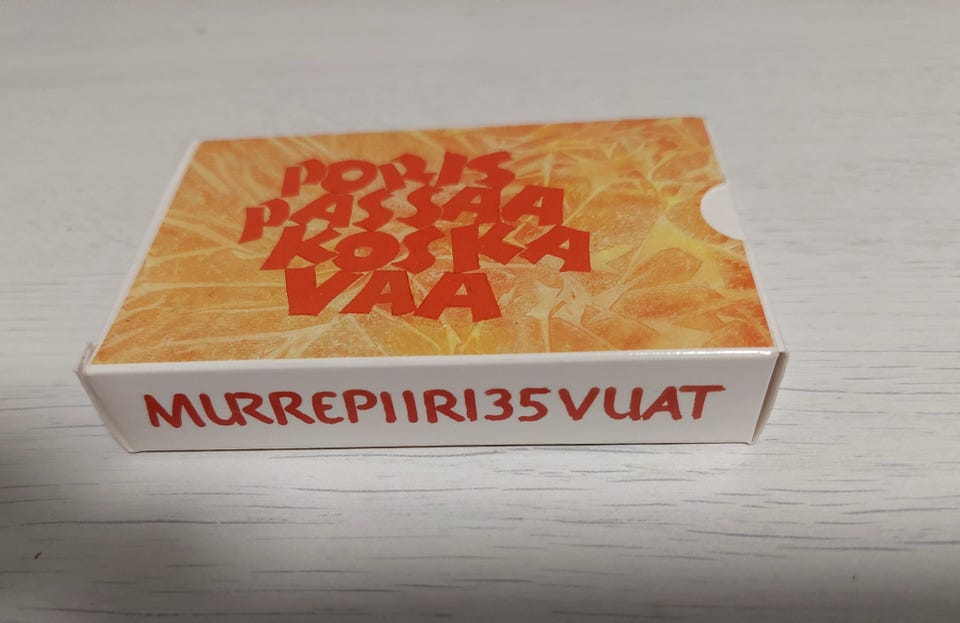 PORIS
PASSAA
KOSKA
VAA
MURREPIIRI 35 VUAT